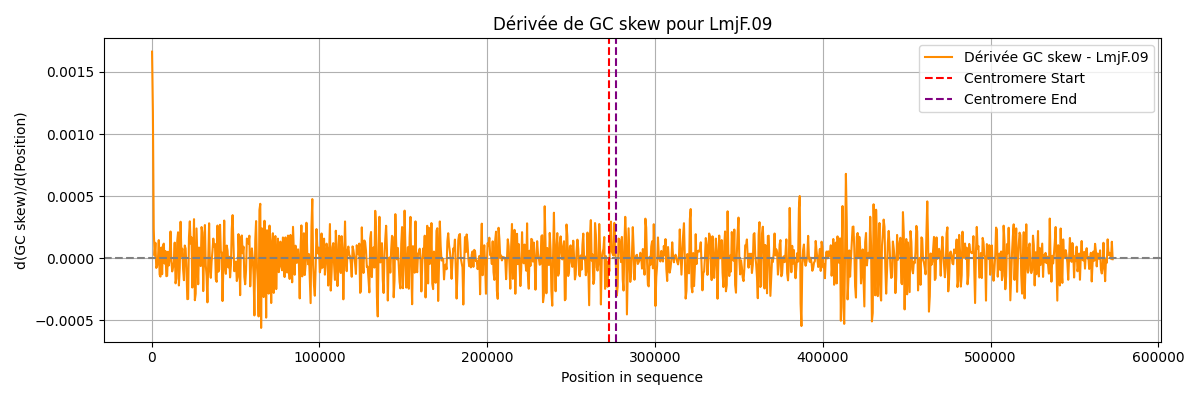 Dérivée de GC skew pour LmjF.09
d(GC skew)/d(Position)
0.0015
0.0010
0.0005
0.0000
−0.0005
Dérivée GC skew - LmjF.09
Centromere Start
Centromere End
0
100000
200000
300000
400000
500000
600000
Position in sequence